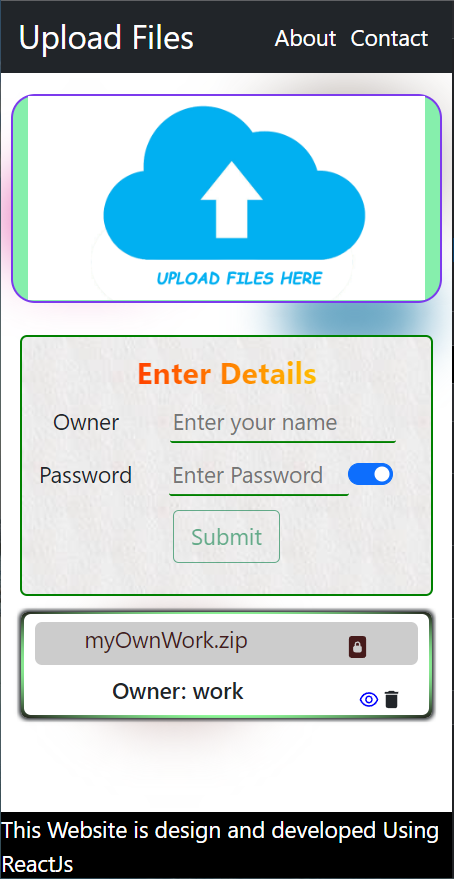 Upload Files About Contact
UPLOAD FILES HERE
Enter Details
Owner Enter your name
Password Enter Password
Submit
myOwnWork.zip
Owner: work
This Website is design and developed Using
ReactJs